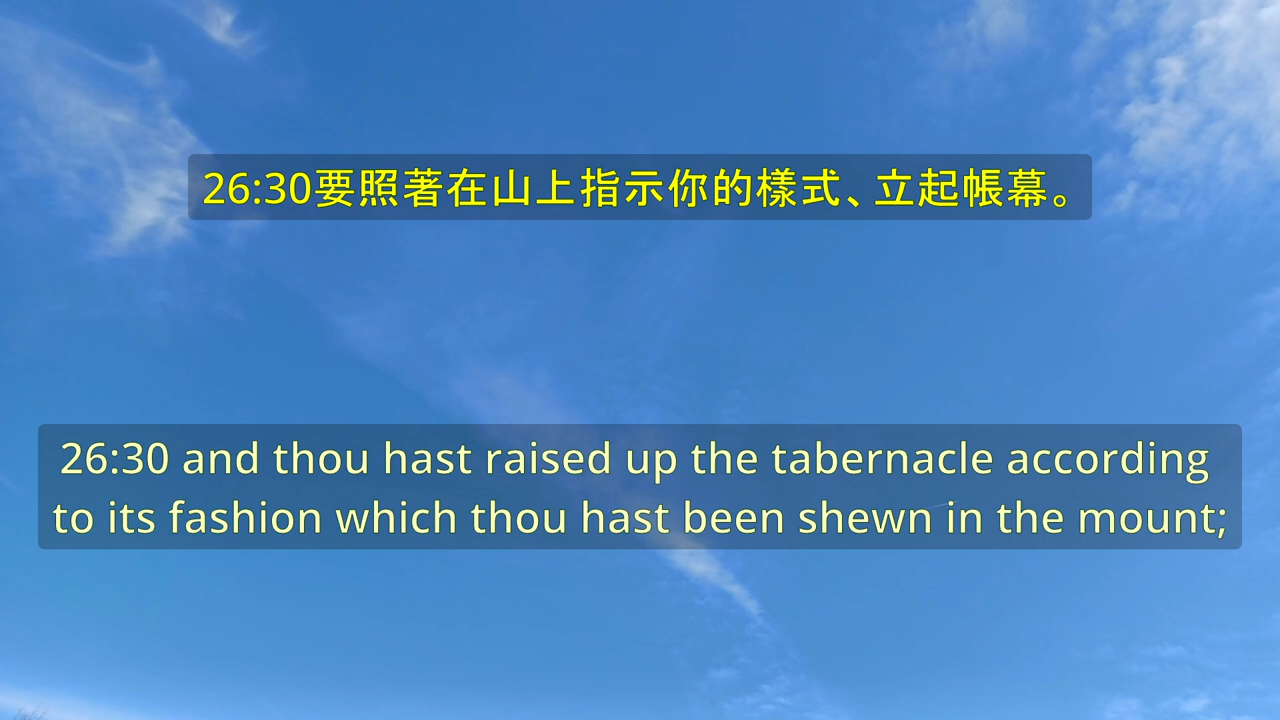 26:30要照著在山上指示你的樣式、立起帳幕。
26:30 and thou hast raised up the tabernacle according
to its fashion which thou hast been shewn in the mount;